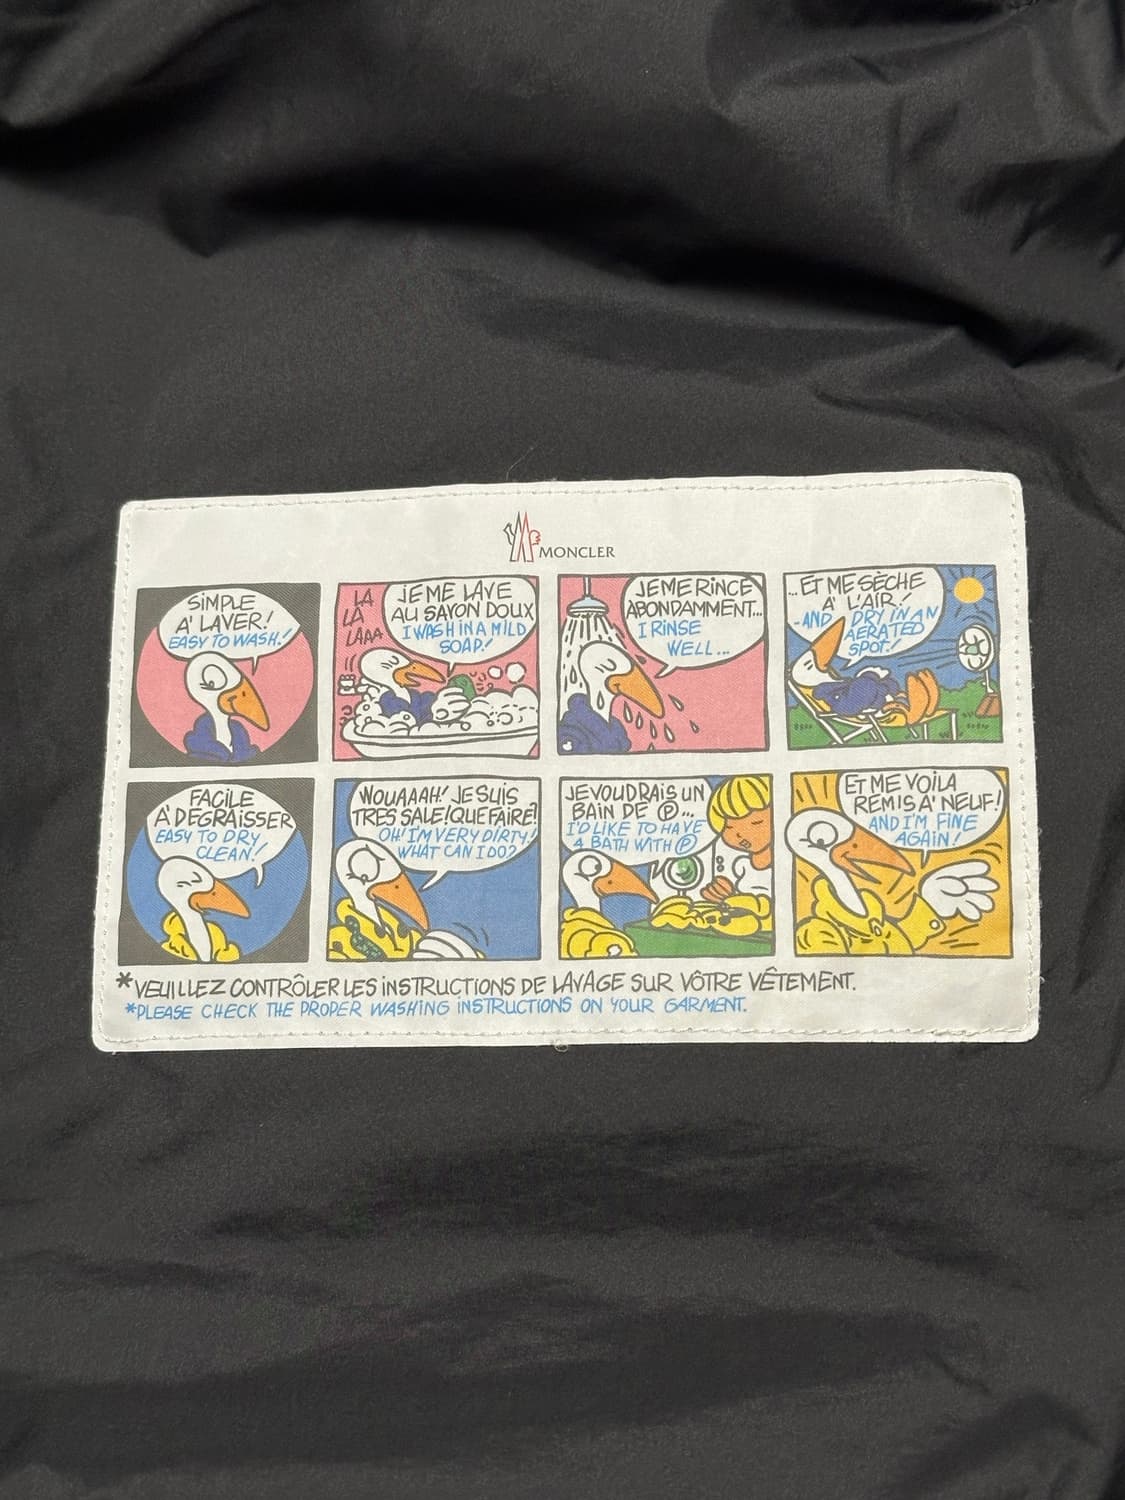 MONCLER
SIMPLE
A' LAVER!
EASY TO WASH!
LA
LA
LAAA
JE ME LAVE
AU SAYON DOUX
I WASH IN A MILD
SOAP!
JE ME RINCE
ABONDAMMENT...
I RINSE
WELL...
...ET ME SÈCHE
A' L'AIR!
-AND DRY IN AN
AERATED
SPOT!
FACILE
A' DÉGRAISSER
EASY TO DRY
CLEAN!
WOUAAAH! JE SUIS
TRES SALE! QUE FAIRE?
OH! I'M VERY DIRTY!
WHAT CAN I DO?
JE VOUDRAIS UN
BAIN DE Ⓟ...
I'D LIKE TO HAVE
A BATH WITH Ⓟ
ET ME VOILA
REMIS A' NEUF!
AND I'M FINE
AGAIN!
*VEUILLEZ CONTRÔLER LES INSTRUCTIONS DE LAVAGE SUR VÔTRE VÊTEMENT.
*PLEASE CHECK THE PROPER WASHING INSTRUCTIONS ON YOUR GARMENT.